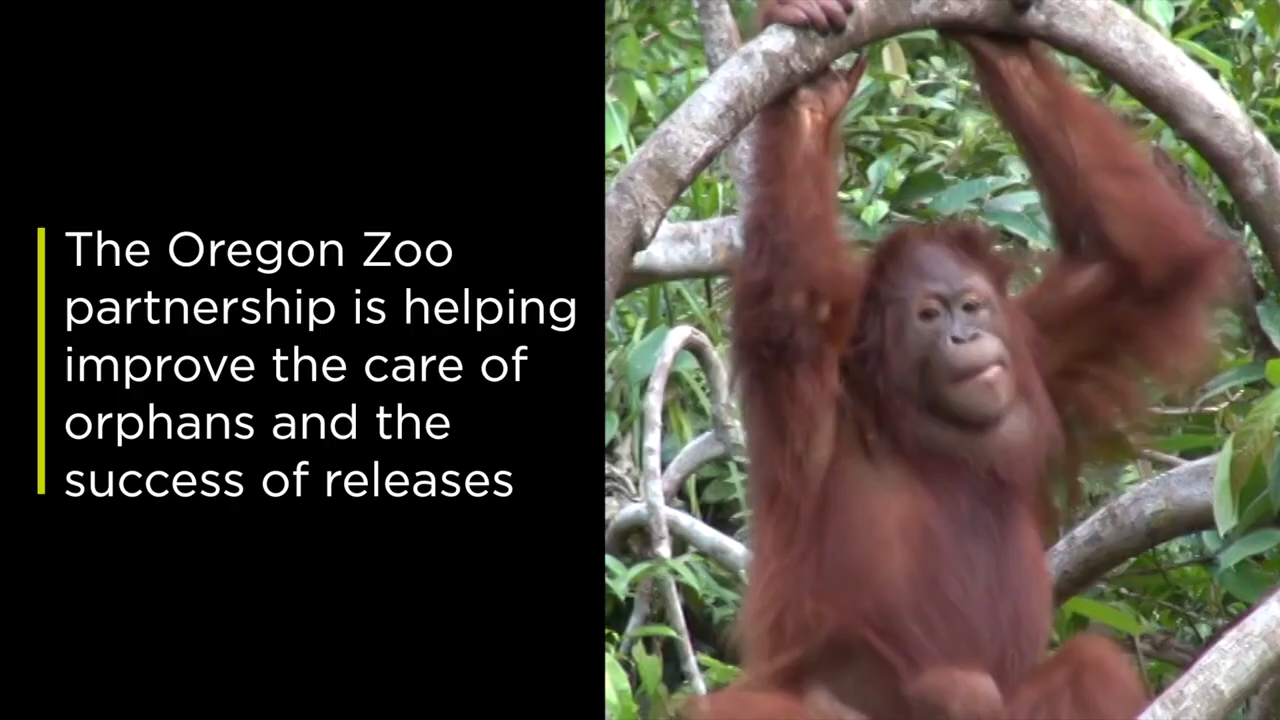 The Oregon Zoo
partnership is helping
improve the care of
orphans and the
success of releases